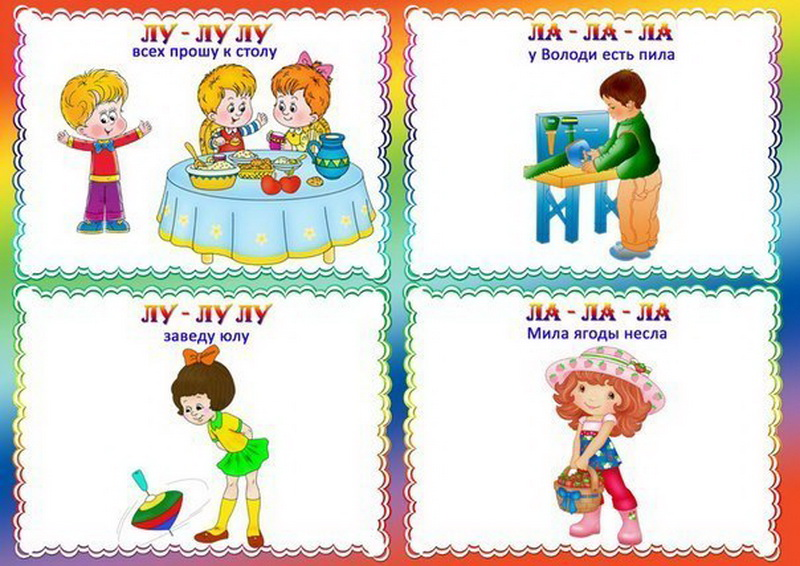 ЛУ - ЛУ ЛУ
всех прошу к столу
ЛА - ЛА - ЛА
у Володи есть пила
ЛУ - ЛУ ЛУ
заведу юлу
ЛА - ЛА - ЛА
Мила ягоды несла